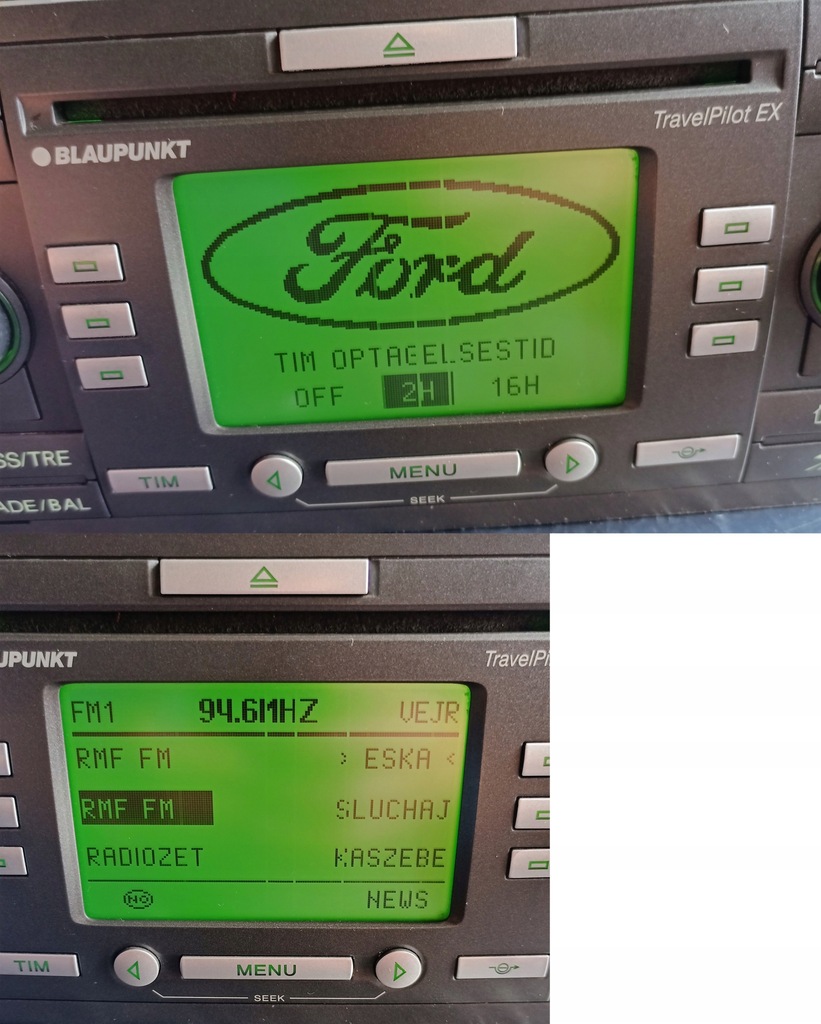 TravelPilot EX
BLAUPUNKT
Ford
TIM OPTAGELSESTID
OFF 2H 16H
SS/TRE
ADE/BAL
TIM
MENU
SEEK
UPUNKT
TravelPi
FM1 94.6MHZ VEJR
RMF FM > ESKA <
RMF FM SLUCHAJ
RADIOZET KASZEBE
NO NEWS
TIM
MENU
SEEK